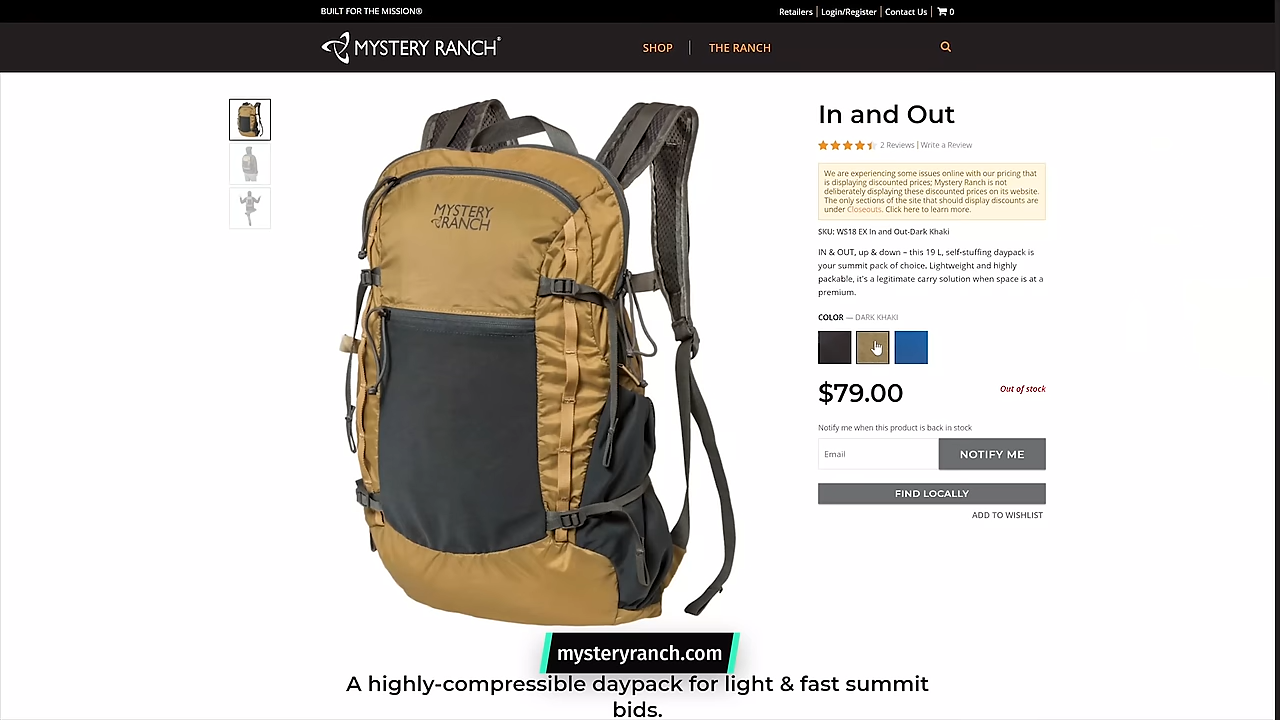 BUILT FOR THE MISSION®
Retailers | Login/Register | Contact Us | 0
MYSTERY RANCH®
SHOP | THE RANCH
MYSTERY
RANCH
In and Out
2 Reviews | Write a Review
We are experiencing some issues online with our pricing that
is displaying discounted prices; Mystery Ranch is not
deliberately displaying these discounted prices on its website.
The only sections of the site that should display discounts are
under Closeouts. Click here to learn more.
SKU: WS18 EX In and Out-Dark Khaki
IN & OUT, up & down – this 19 L, self-stuffing daypack is
your summit pack of choice. Lightweight and highly
packable, it's a legitimate carry solution when space is at a
premium.
COLOR — DARK KHAKI
$79.00
Out of stock
Notify me when this product is back in stock
Email
NOTIFY ME
FIND LOCALLY
ADD TO WISHLIST
mysteryranch.com
A highly-compressible daypack for light & fast summit
bids.